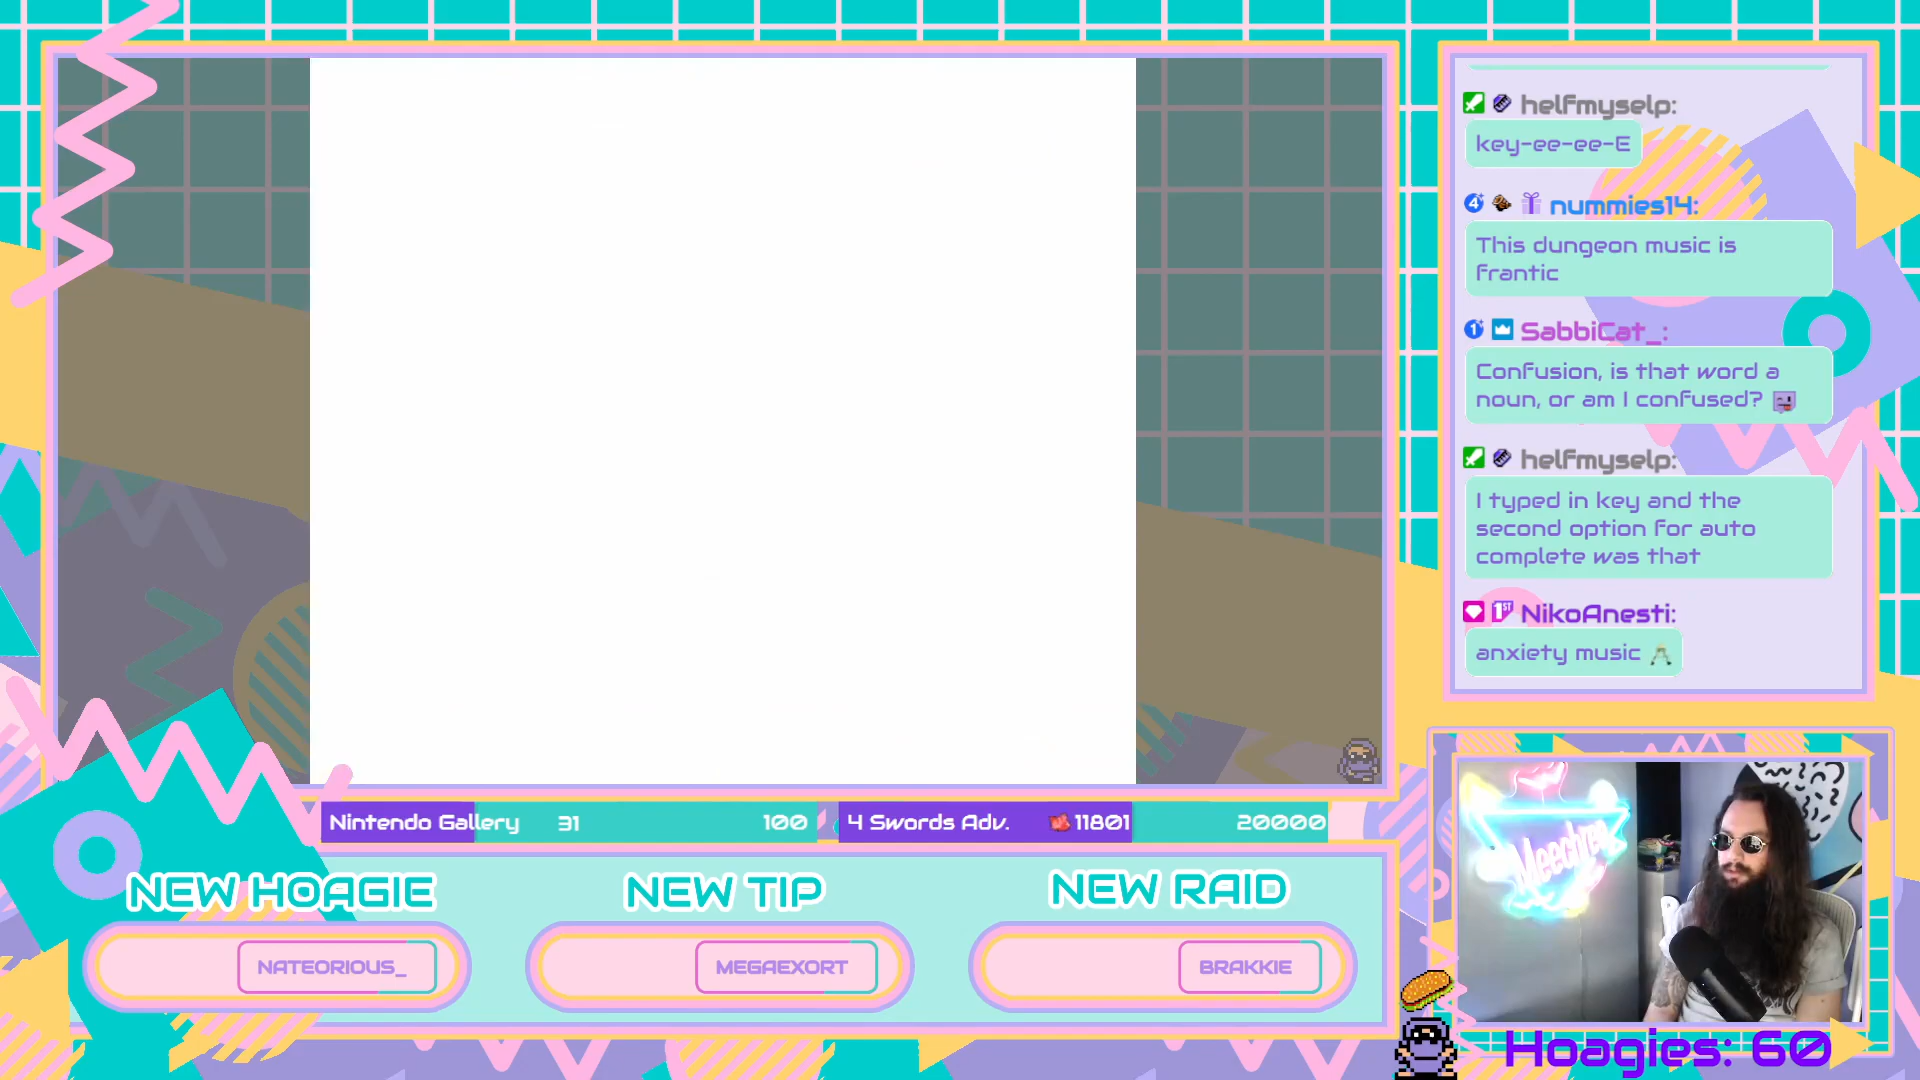 helfmyselp:
key-ee-ee-E
nummies14:
This dungeon music is
frantic
SabbiCat_:
Confusion, is that word a
noun, or am I confused?
helfmyselp:
I typed in key and the
second option for auto
complete was that
1ST NikoAnesti:
anxiety music
Nintendo Gallery 31 100
4 Swords Adv. 11801 20000
NEW HOAGIE
NATEORIOUS_
NEW TIP
MEGAEXORT
NEW RAID
BRAKKIE
Hoagies: 60